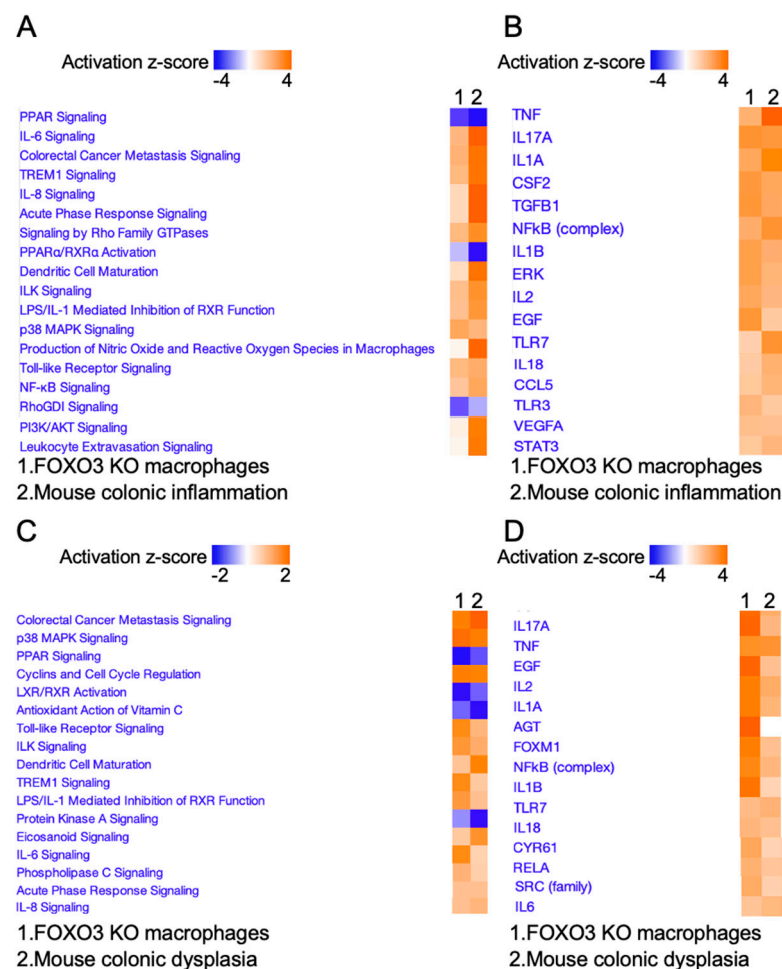 A
Activation z-score
-4
4
1 2
PPAR Signaling
IL-6 Signaling
Colorectal Cancer Metastasis Signaling
TREM1 Signaling
IL-8 Signaling
Acute Phase Response Signaling
Signaling by Rho Family GTPases
PPARα/RXRα Activation
Dendritic Cell Maturation
ILK Signaling
LPS/IL-1 Mediated Inhibition of RXR Function
p38 MAPK Signaling
Production of Nitric Oxide and Reactive Oxygen Species in Macrophages
Toll-like Receptor Signaling
NF-κB Signaling
RhoGDI Signaling
PI3K/AKT Signaling
Leukocyte Extravasation Signaling
1.FOXO3 KO macrophages
2.Mouse colonic inflammation
B
Activation z-score
-4
4
1 2
TNF
IL17A
IL1A
CSF2
TGFB1
NFkB (complex)
IL1B
ERK
IL2
EGF
TLR7
IL18
CCL5
TLR3
VEGFA
STAT3
1.FOXO3 KO macrophages
2.Mouse colonic inflammation
C
Activation z-score
-2
2
1 2
Colorectal Cancer Metastasis Signaling
p38 MAPK Signaling
PPAR Signaling
Cyclins and Cell Cycle Regulation
LXR/RXR Activation
Antioxidant Action of Vitamin C
Toll-like Receptor Signaling
ILK Signaling
Dendritic Cell Maturation
TREM1 Signaling
LPS/IL-1 Mediated Inhibition of RXR Function
Protein Kinase A Signaling
Eicosanoid Signaling
IL-6 Signaling
Phospholipase C Signaling
Acute Phase Response Signaling
IL-8 Signaling
1.FOXO3 KO macrophages
2.Mouse colonic dysplasia
D
Activation z-score
-4
4
1 2
IL17A
TNF
EGF
IL2
IL1A
AGT
FOXM1
NFkB (complex)
IL1B
TLR7
IL18
CYR61
RELA
SRC (family)
IL6
1.FOXO3 KO macrophages
2.Mouse colonic dysplasia